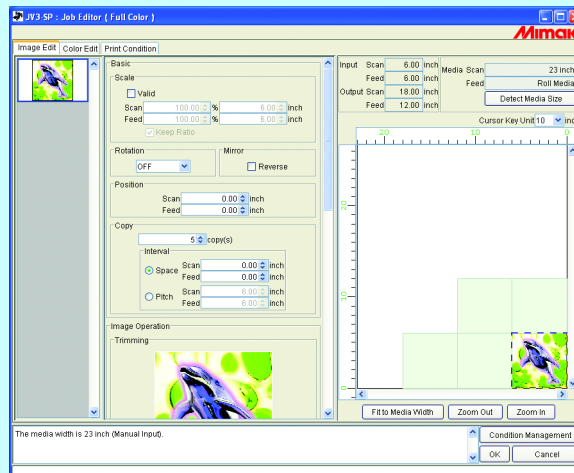 JV3-SP : Job Editor ( Full Color )
Mimaki
Image Edit Color Edit Print Condition
Basic
Scale
Valid
Scan 100.00 % 6.00 inch
Feed 100.00 % 6.00 inch
Keep Ratio
Rotation
OFF
Mirror
Reverse
Position
Scan 0.00 inch
Feed 0.00 inch
Copy
5 copy(s)
Interval
Space
Scan 0.00 inch
Feed 0.00 inch
Pitch
Scan 6.00 inch
Feed 6.00 inch
Image Operation
Trimming
Input Scan 6.00 inch
Feed 6.00 inch
Output Scan 18.00 inch
Feed 12.00 inch
Media Scan 23 inch
Feed Roll Media
Detect Media Size
Cursor Key Unit 10 inc
20 10 0
20
10
0
Fit to Media Width Zoom Out Zoom In
The media width is 23 inch (Manual Input).
Condition Management
OK Cancel